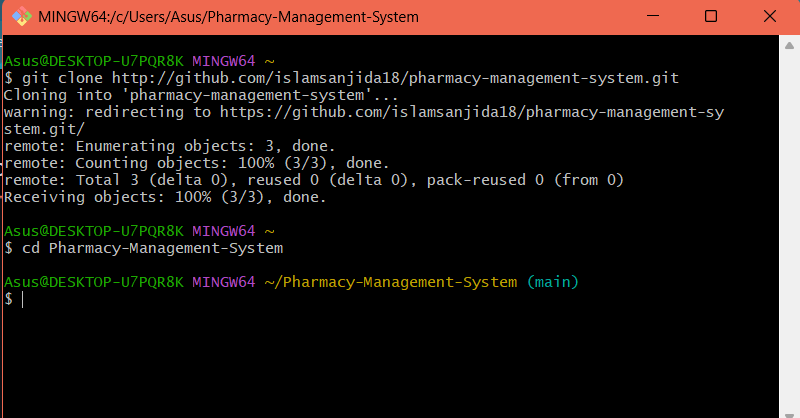 MINGW64:/c/Users/Asus/Pharmacy-Management-System
Asus@DESKTOP-U7PQR8K MINGW64 ~
$ git clone http://github.com/islamsanjida18/pharmacy-management-system.git
Cloning into 'pharmacy-management-system'...
warning: redirecting to https://github.com/islamsanjida18/pharmacy-management-sy
stem.git/
remote: Enumerating objects: 3, done.
remote: Counting objects: 100% (3/3), done.
remote: Total 3 (delta 0), reused 0 (delta 0), pack-reused 0 (from 0)
Receiving objects: 100% (3/3), done.
Asus@DESKTOP-U7PQR8K MINGW64 ~
$ cd Pharmacy-Management-System
Asus@DESKTOP-U7PQR8K MINGW64 ~/Pharmacy-Management-System (main)
$